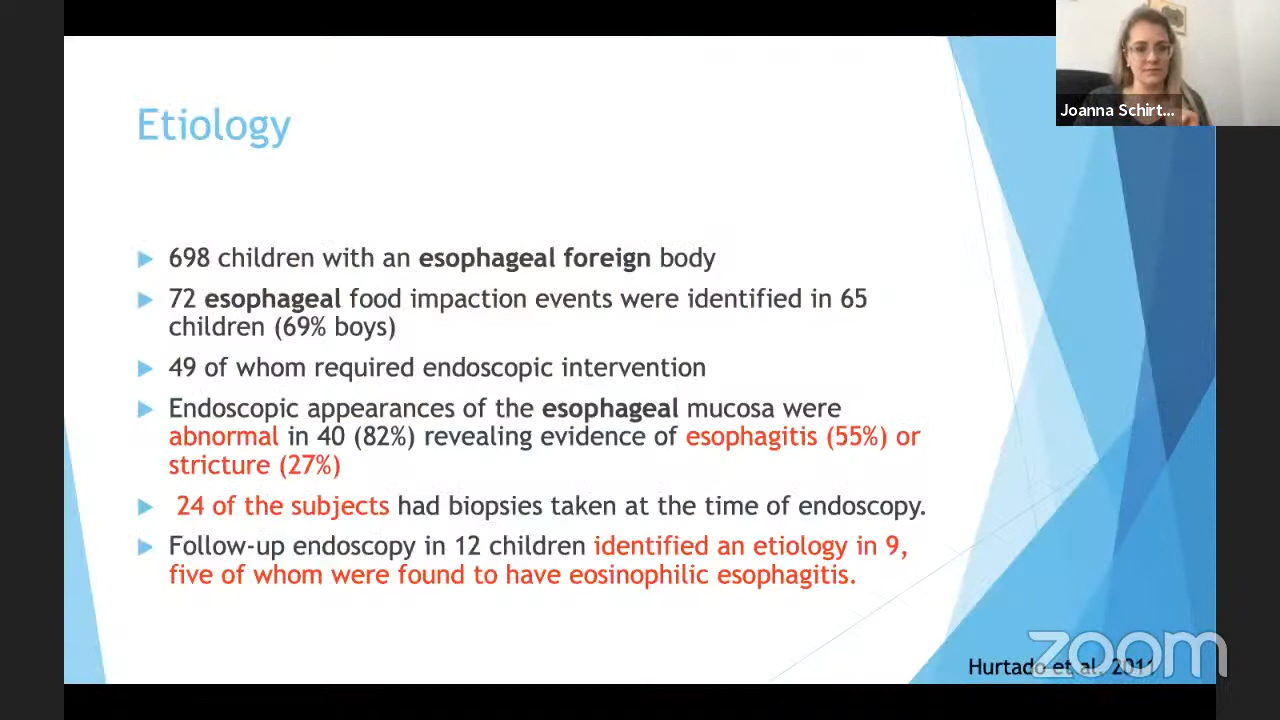 Joanna Schirt...
Etiology
698 children with an esophageal foreign body
72 esophageal food impaction events were identified in 65
children (69% boys)
49 of whom required endoscopic intervention
Endoscopic appearances of the esophageal mucosa were
abnormal in 40 (82%) revealing evidence of esophagitis (55%) or
stricture (27%)
24 of the subjects had biopsies taken at the time of endoscopy.
Follow-up endoscopy in 12 children identified an etiology in 9,
five of whom were found to have eosinophilic esophagitis.
Hurtado et al. 2011
zoom